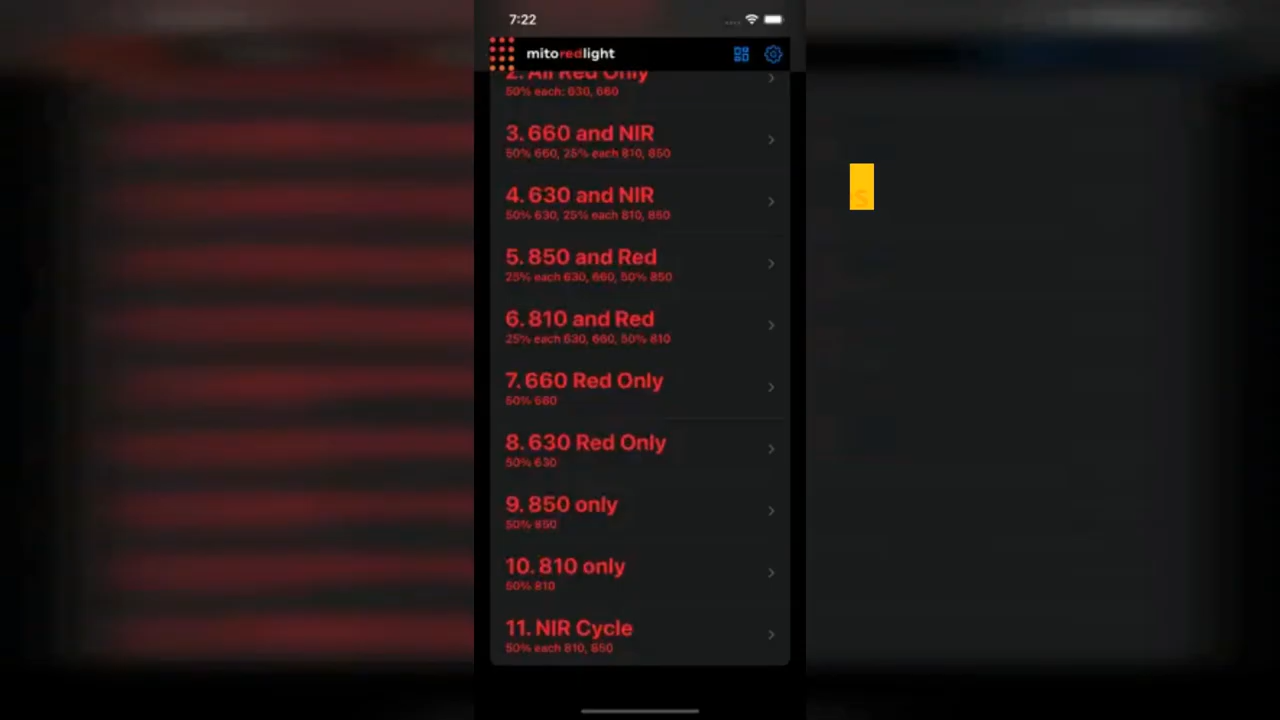 7:22
mitoredlight
2. All Red Only
50% each: 630, 660
3. 660 and NIR
50% 660, 25% each 810, 850
4. 630 and NIR
50% 630, 25% each 810, 850
5. 850 and Red
25% each 630, 660, 50% 850
6. 810 and Red
25% each 630, 660, 50% 810
7. 660 Red Only
50% 660
8. 630 Red Only
50% 630
9. 850 only
50% 850
10. 810 only
50% 810
11. NIR Cycle
50% each 810, 850
S